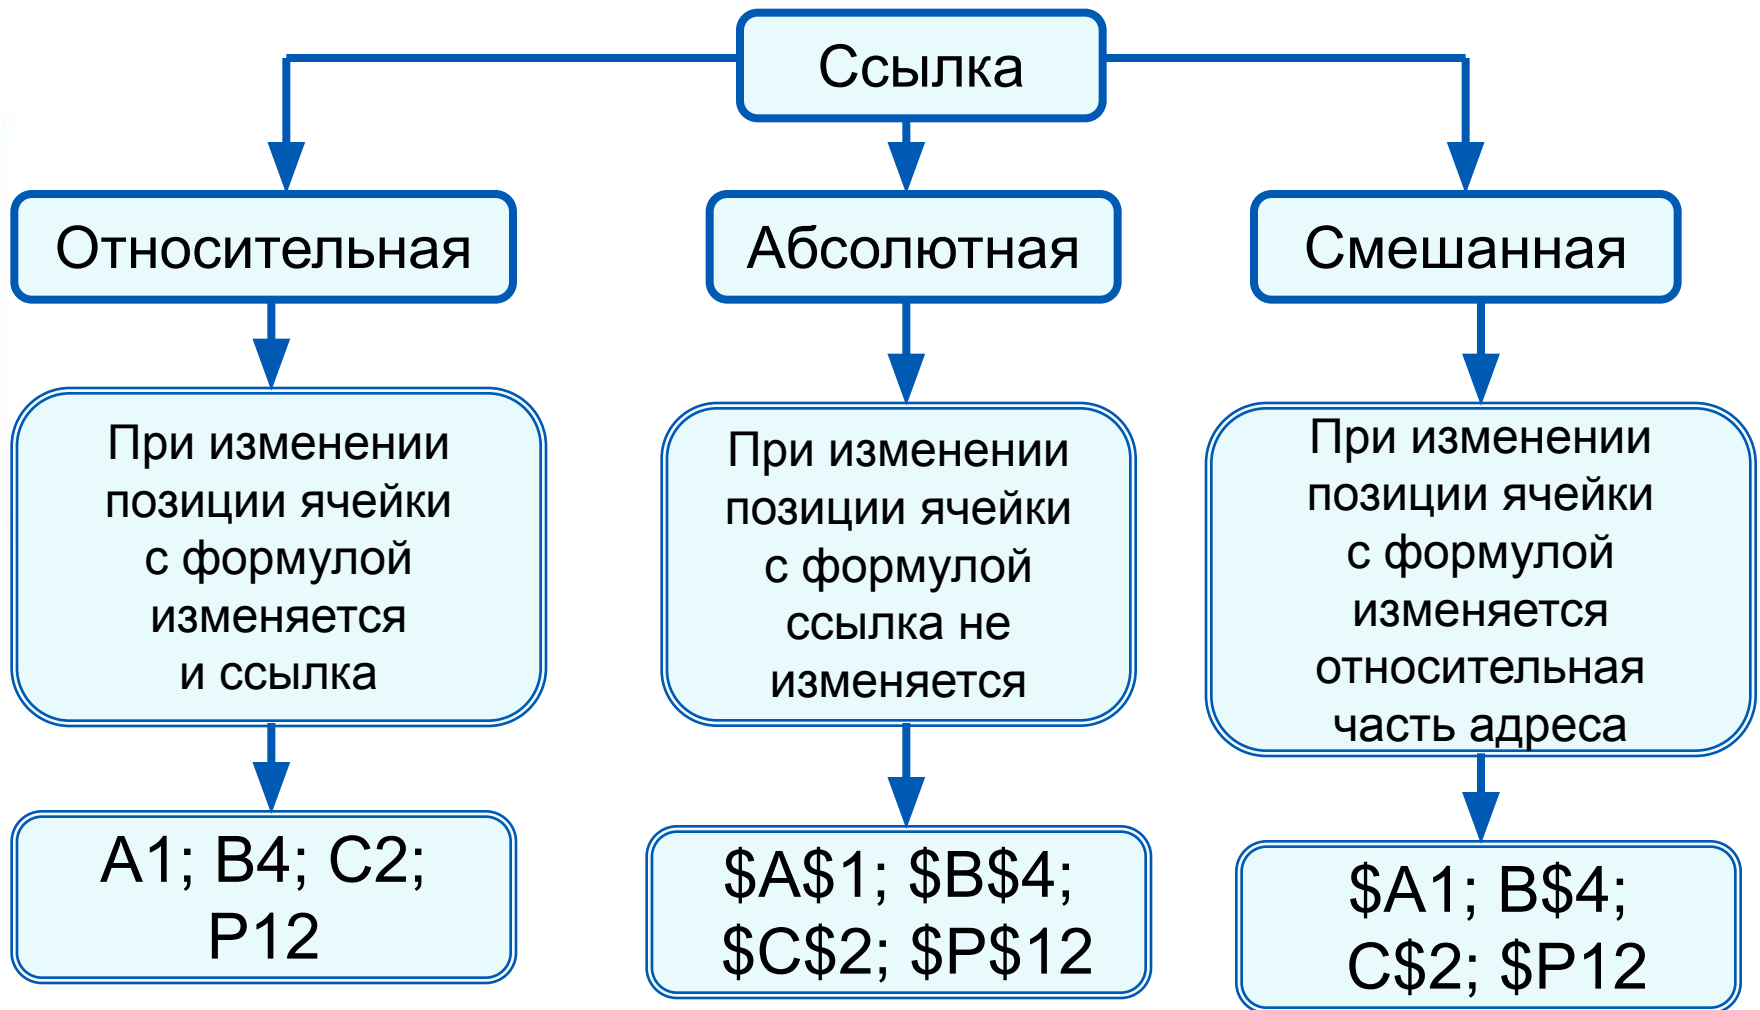 Ссылка
Относительная
Абсолютная
Смешанная
При изменении
позиции ячейки
с формулой
изменяется
и ссылка
При изменении
позиции ячейки
с формулой
ссылка не
изменяется
При изменении
позиции ячейки
с формулой
изменяется
относительная
часть адреса
A1; B4; C2;
P12
$A$1; $B$4;
$C$2; $P$12
$A1; B$4;
C$2; $P12